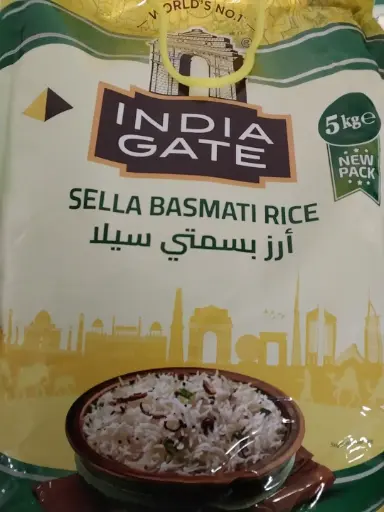 WORLD'S NO.1
INDIA
GATE
5kg℮
NEW
PACK
SELLA BASMATI RICE
أرز بسمتي سيلا